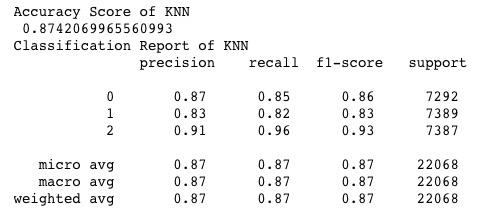 Accuracy Score of KNN
0.8742069965560993
Classification Report of KNN
precision recall f1-score support
0 0.87 0.85 0.86 7292
1 0.83 0.82 0.83 7389
2 0.91 0.96 0.93 7387
micro avg 0.87 0.87 0.87 22068
macro avg 0.87 0.87 0.87 22068
weighted avg 0.87 0.87 0.87 22068